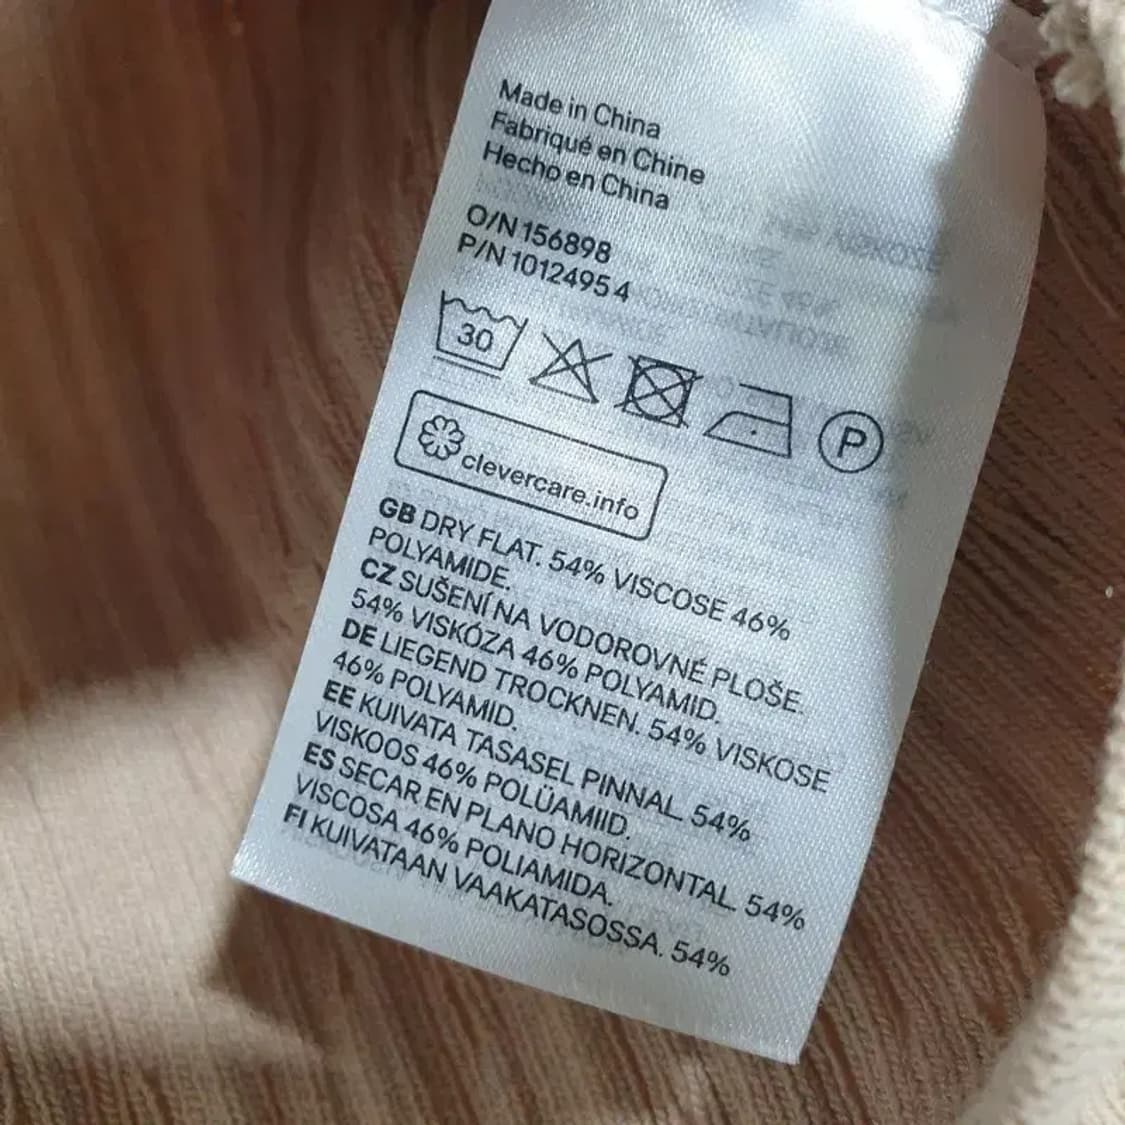 Made in China
Fabriqué en Chine
Hecho en China
O/N 156898
P/N 10124954
30
P
clevercare.info
GB DRY FLAT. 54% VISCOSE 46%
POLYAMIDE.
CZ SUŠENÍ NA VODOROVNÉ PLOŠE.
54% VISKÓZA 46% POLYAMID.
DE LIEGEND TROCKNEN. 54% VISKOSE
46% POLYAMID.
EE KUIVATA TASASEL PINNAL. 54%
VISKOOS 46% POLÜAMIID.
ES SECAR EN PLANO HORIZONTAL. 54%
VISCOSA 46% POLIAMIDA.
FI KUIVATAAN VAAKATASOSSA. 54%